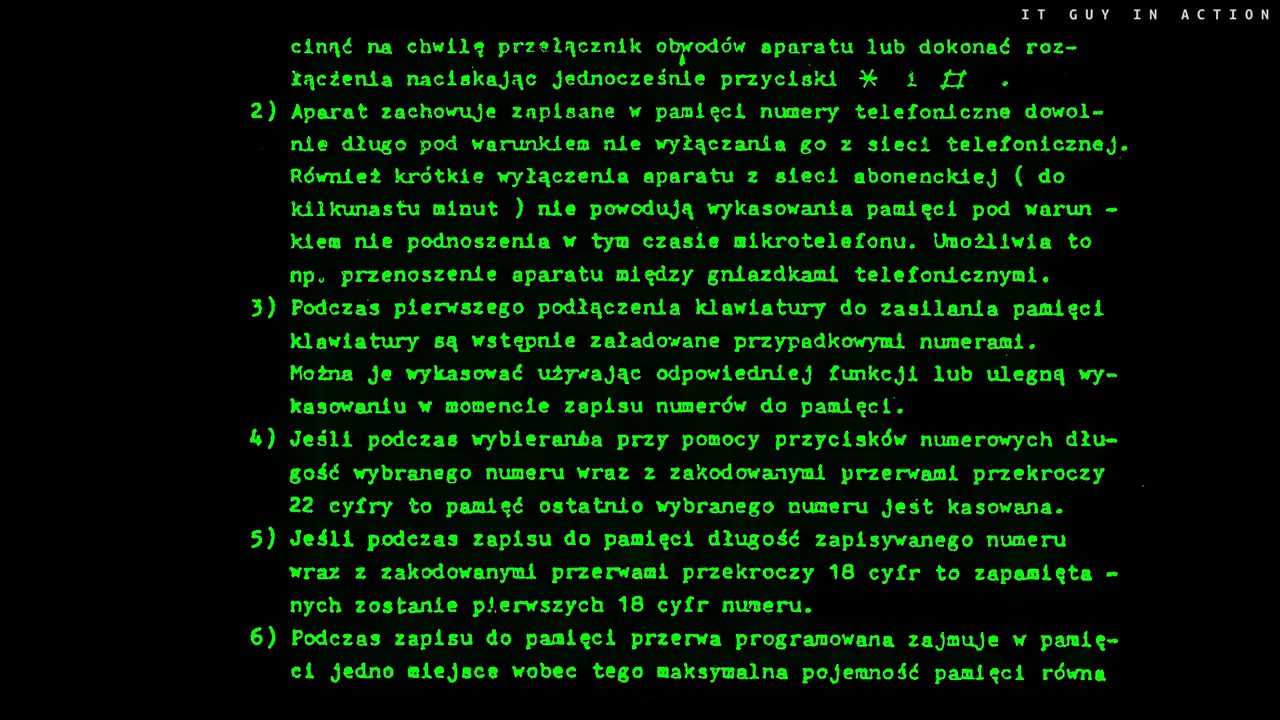 IT GUY IN ACTION
cinąć na chwilę przełącznik obwodów aparatu lub dokonać roz-
łączenia naciskając jednocześnie przyciski * i # .
2) Aparat zachowuje zapisane w pamięci numery telefoniczne dowol-
nie długo pod warunkiem nie wyłączania go z sieci telefonicznej.
Również krótkie wyłączenia aparatu z sieci abonenckiej ( do
kilkunastu minut ) nie powodują wykasowania pamięci pod warun -
kiem nie podnoszenia w tym czasie mikrotelefonu. Umożliwia to
np. przenoszenie aparatu między gniazdkami telefonicznymi.
3) Podczas pierwszego podłączenia klawiatury do zasilania pamięci
klawiatury są wstępnie załadowane przypadkowymi numerami.
Można je wykasować używając odpowiedniej funkcji lub ulegną wy-
kasowaniu w momencie zapisu numerów do pamięci.
4) Jeśli podczas wybierania przy pomocy przycisków numerowych dłu-
gość wybranego numeru wraz z zakodowanymi przerwami przekroczy
22 cyfry to pamięć ostatnio wybranego numeru jest kasowana.
5) Jeśli podczas zapisu do pamięci długość zapisywanego numeru
wraz z zakodowanymi przerwami przekroczy 18 cyfr to zapamięta -
nych zostanie pierwszych 18 cyfr numeru.
6) Podczas zapisu do pamięci przerwa programowana zajmuje w pamię-
ci jedno miejsce wobec tego maksymalna pojemność pamięci równa